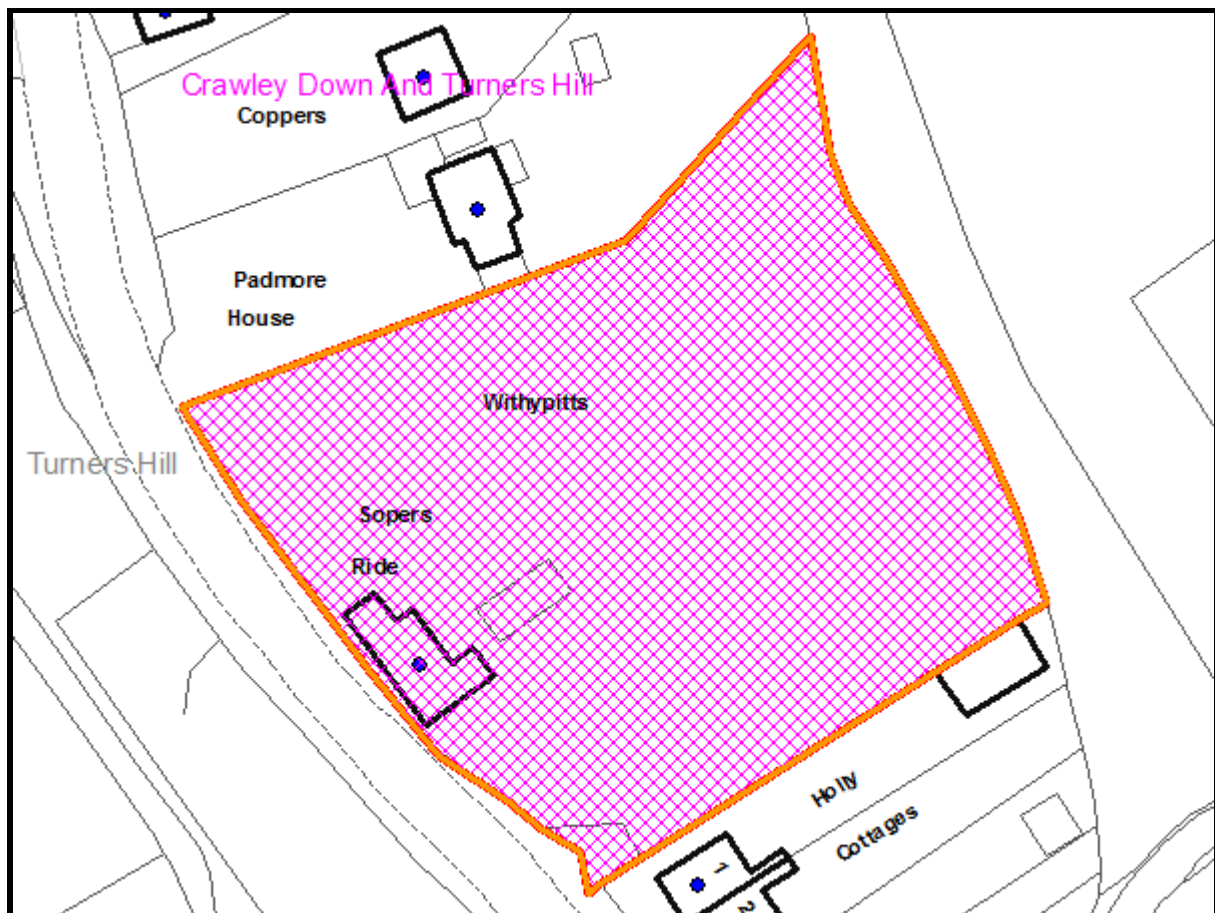 Crawley Down And Turners Hill
Coppers
Padmore
House
Withypitts
Turners Hill
Sopers
Ride
Holly
Cottages
1
2